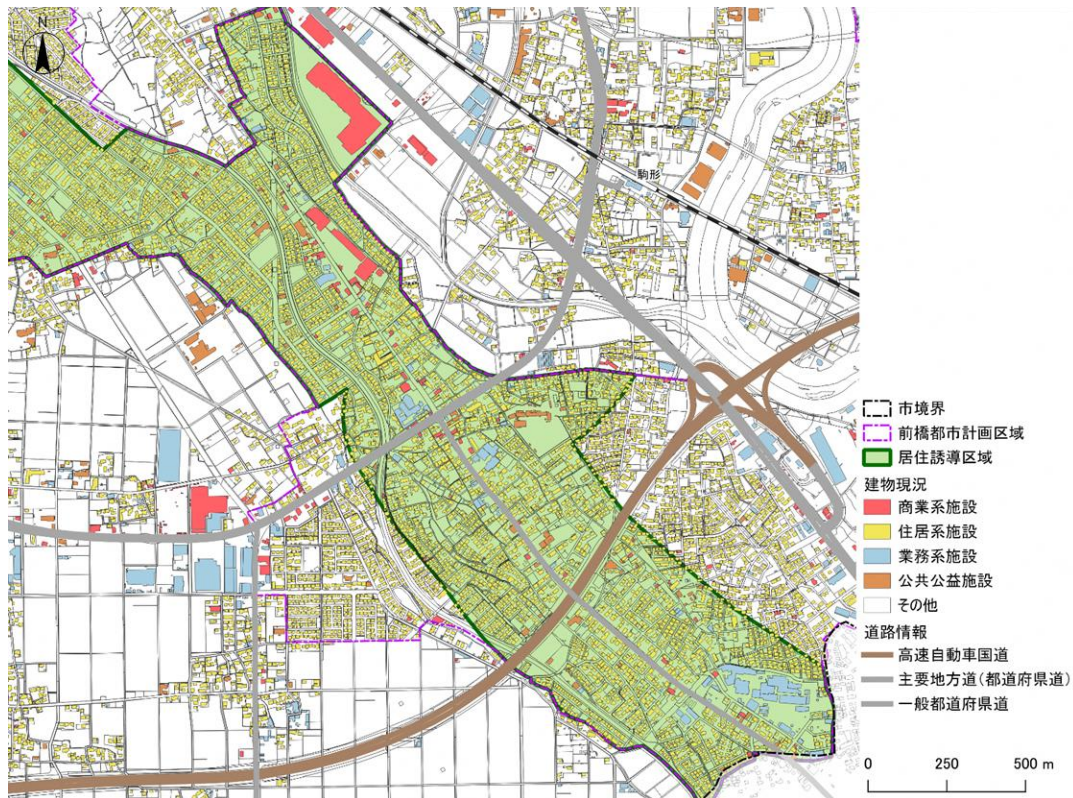 N
駒形
市境界
前橋都市計画区域
居住誘導区域
建物現況
商業系施設
住居系施設
業務系施設
公共公益施設
その他
道路情報
高速自動車国道
主要地方道(都道府県道)
一般都道府県道
0 250 500 m